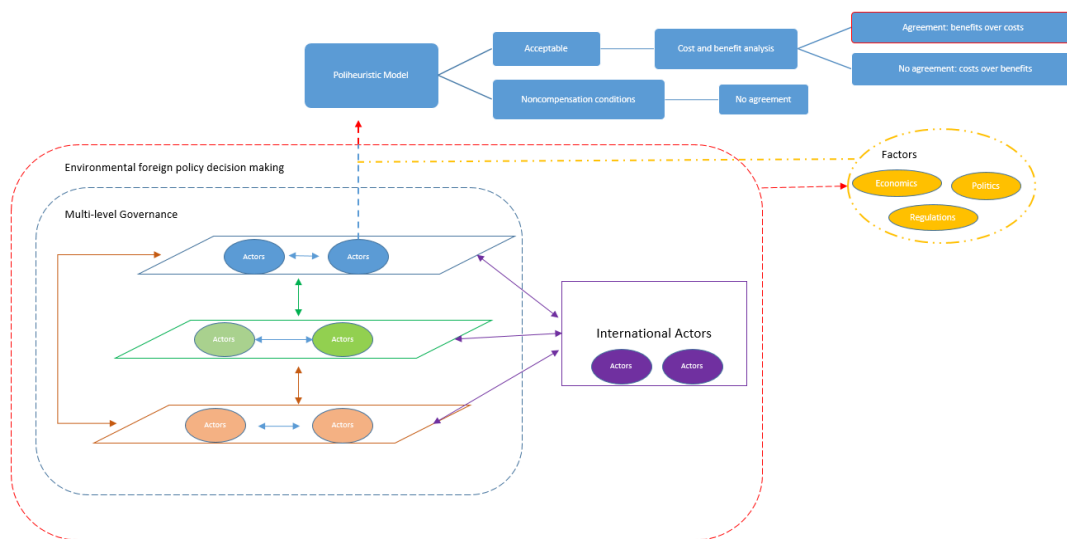 Agreement: benefits over costs
Acceptable
Cost and benefit analysis
Poliheuristic Model
No agreement: costs over benefits
Noncompensation conditions
No agreement
Environmental foreign policy decision making
Factors
Economics
Politics
Regulations
Multi-level Governance
Actors
Actors
Actors
Actors
International Actors
Actors
Actors
Actors
Actors